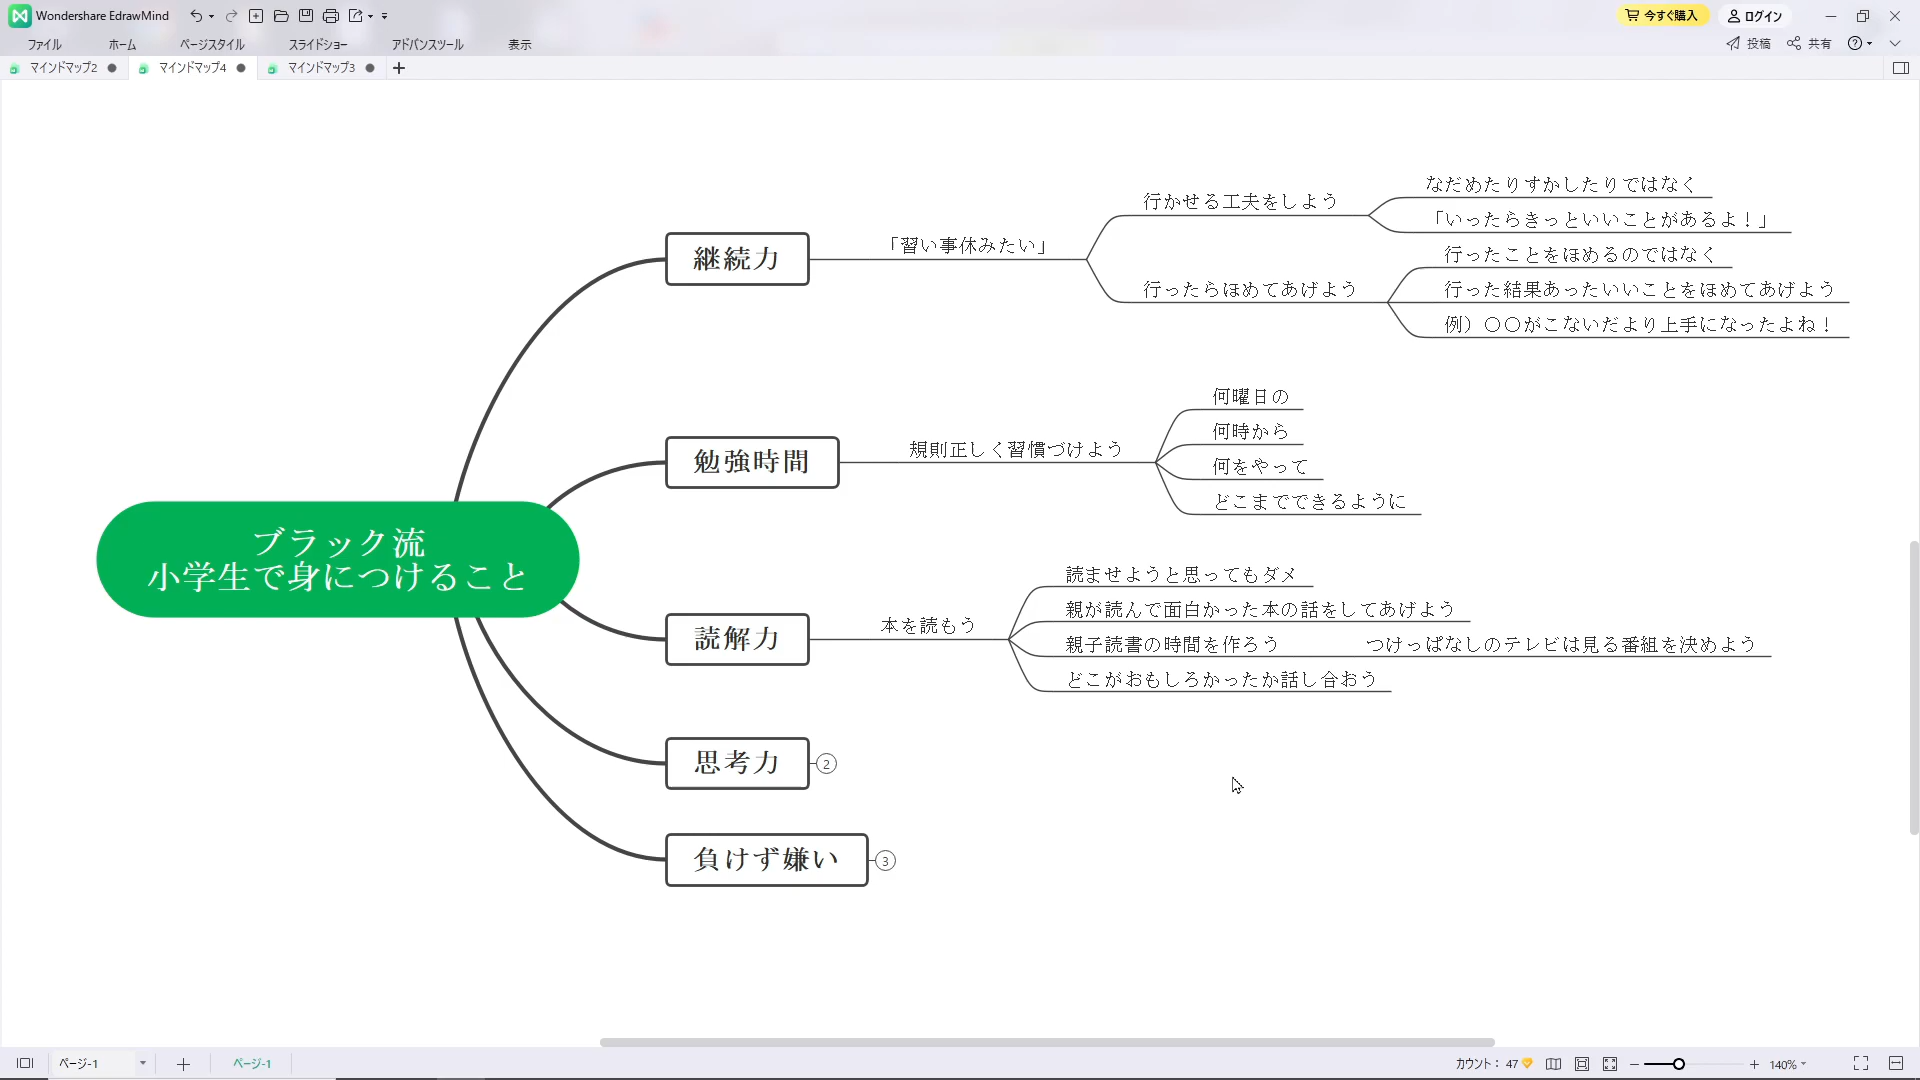 Wondershare EdrawMind
今すぐ購入
ログイン
ファイル
ホーム
ページスタイル
スライドショー
アドバンスツール
表示
投稿
共有
マインドマップ2
マインドマップ4
マインドマップ3
ブラック流
小学生で身につけること
継続力
「習い事休みたい」
行かせる工夫をしよう
なだめたりすかしたりではなく
「いったらきっといいことがあるよ！」
行ったらほめてあげよう
行ったことをほめるのではなく
行った結果あったいいことをほめてあげよう
例）〇〇がこないだより上手になったよね！
勉強時間
規則正しく習慣づけよう
何曜日の
何時から
何をやって
どこまでできるように
読解力
本を読もう
読ませようと思ってもダメ
親が読んで面白かった本の話をしてあげよう
親子読書の時間を作ろう
つけっぱなしのテレビは見る番組を決めよう
どこがおもしろかったか話し合おう
思考力
2
負けず嫌い
3
ページ-1
ページ-1
カウント： 47
140%